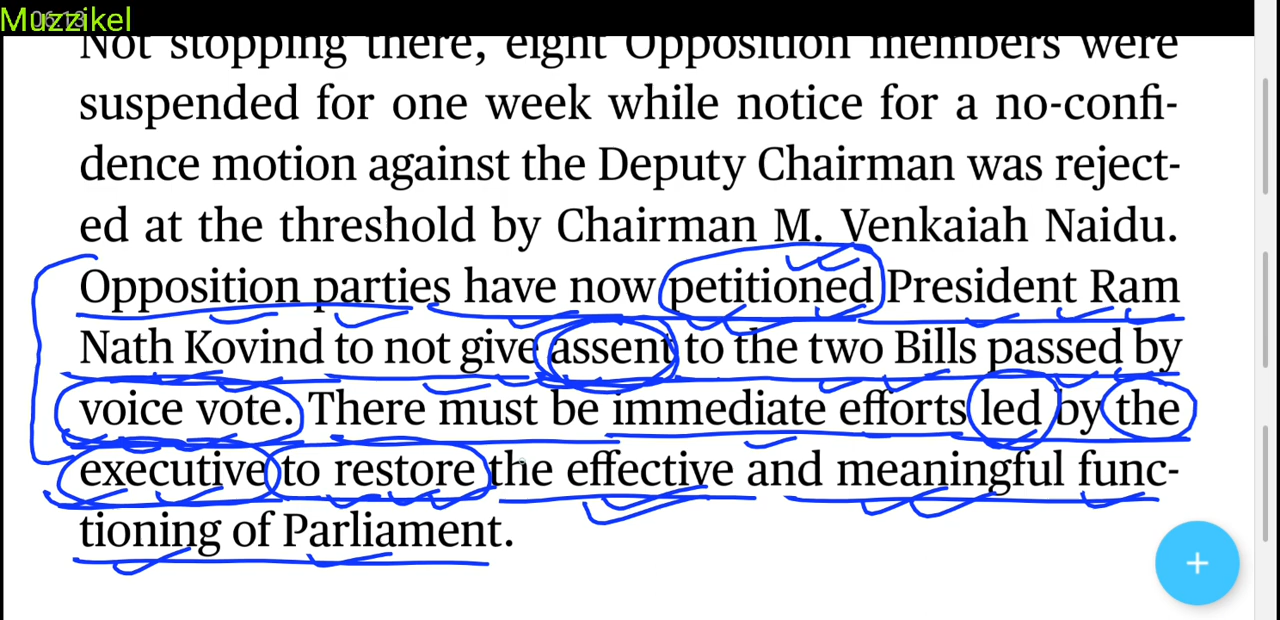 Muzzikel
06:13
Not stopping there, eight Opposition members were
suspended for one week while notice for a no-confi-
dence motion against the Deputy Chairman was reject-
ed at the threshold by Chairman M. Venkaiah Naidu.
Opposition parties have now petitioned President Ram
Nath Kovind to not give assent to the two Bills passed by
voice vote. There must be immediate efforts led by the
executive to restore the effective and meaningful func-
tioning of Parliament.
+